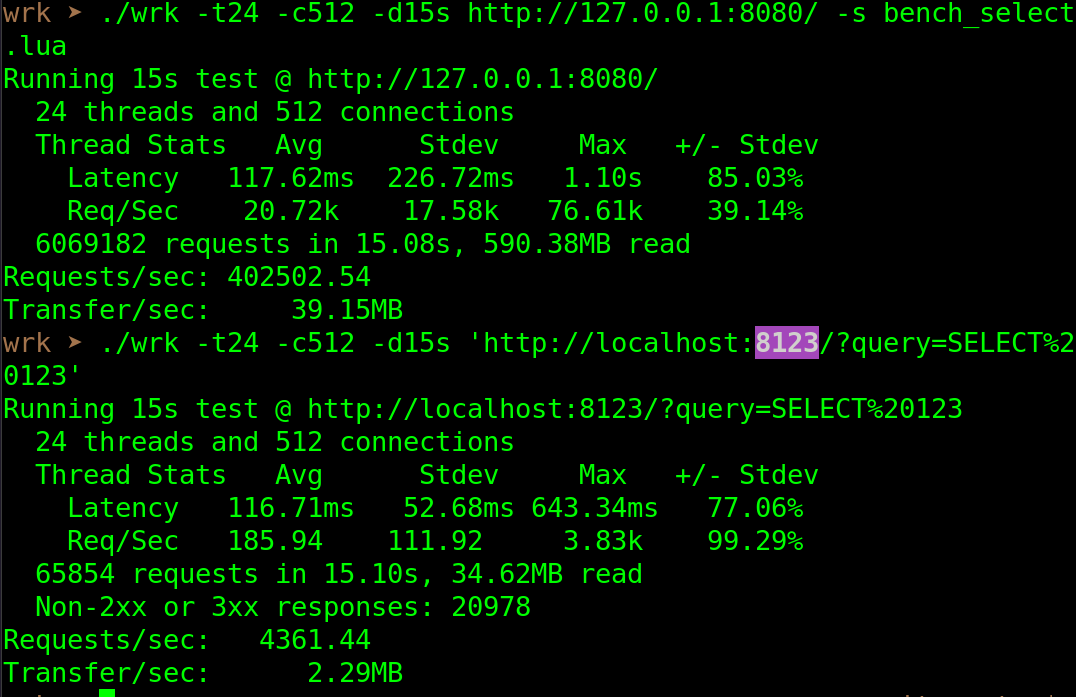 wrk ➤ ./wrk -t24 -c512 -d15s http://127.0.0.1:8080/ -s bench_select
.lua
Running 15s test @ http://127.0.0.1:8080/
  24 threads and 512 connections
  Thread Stats   Avg      Stdev     Max   +/- Stdev
    Latency   117.62ms  226.72ms   1.10s    85.03%
    Req/Sec    20.72k    17.58k   76.61k    39.14%
  6069182 requests in 15.08s, 590.38MB read
Requests/sec: 402502.54
Transfer/sec:     39.15MB
wrk ➤ ./wrk -t24 -c512 -d15s 'http://localhost:8123/?query=SELECT%2
0123'
Running 15s test @ http://localhost:8123/?query=SELECT%20123
  24 threads and 512 connections
  Thread Stats   Avg      Stdev     Max   +/- Stdev
    Latency   116.71ms   52.68ms 643.34ms   77.06%
    Req/Sec   185.94    111.92     3.83k    99.29%
  65854 requests in 15.10s, 34.62MB read
  Non-2xx or 3xx responses: 20978
Requests/sec:   4361.44
Transfer/sec:      2.29MB